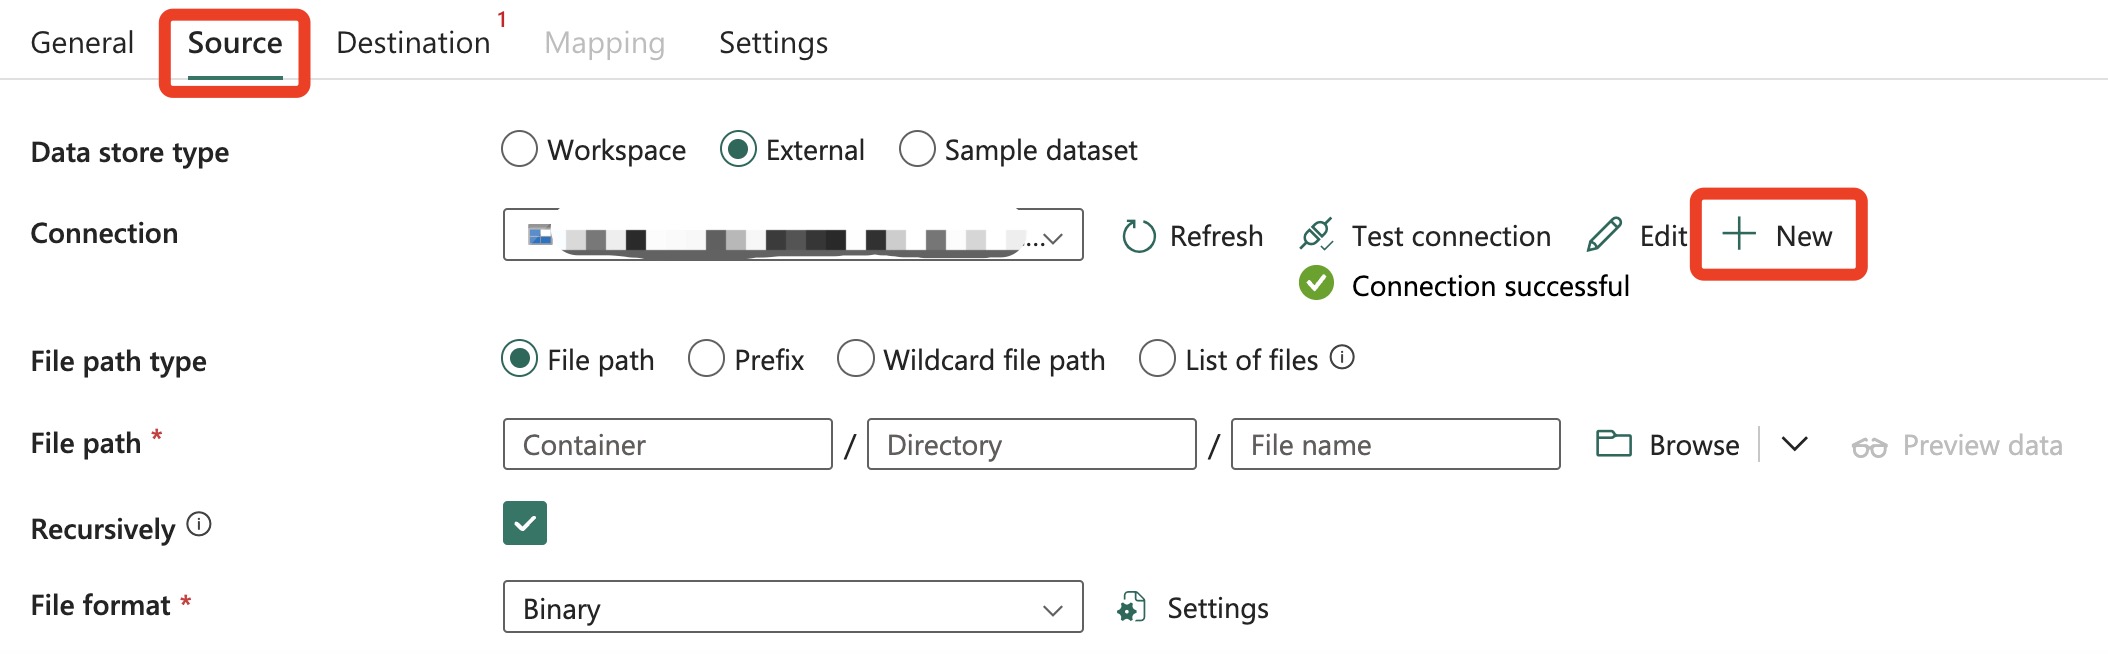 General Source Destination 1 Mapping Settings
Data store type Workspace External Sample dataset
Connection ... Refresh Test connection Edit New
Connection successful
File path type File path Prefix Wildcard file path List of files
File path * Container / Directory / File name Browse Preview data
Recursively
File format * Binary Settings